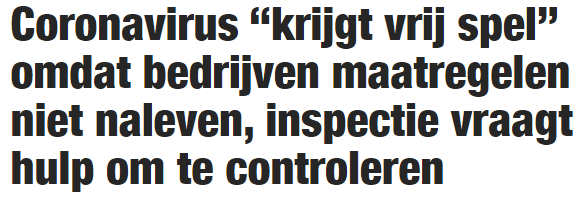 Coronavirus “krijgt vrij spel”
omdat bedrijven maatregelen
niet naleven, inspectie vraagt
hulp om te controleren